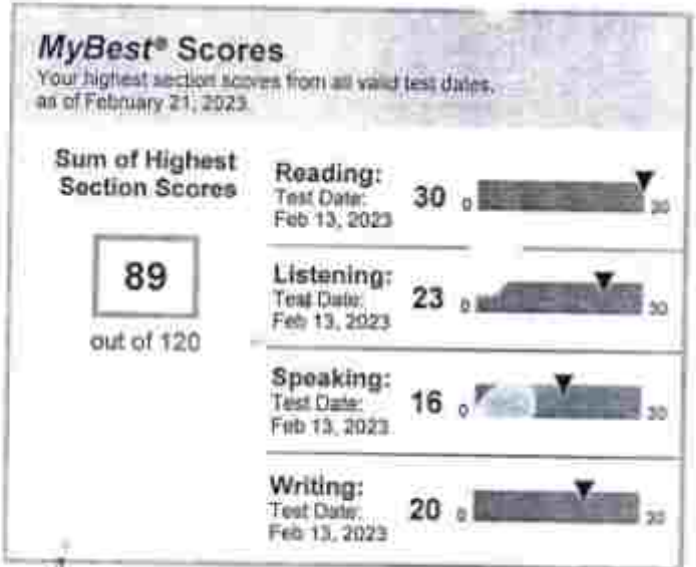 MyBest® Scores
Your highest section scores from all valid test dates,
as of February 21, 2023.
Sum of Highest
Section Scores
89
out of 120
Reading:
Test Date:
Feb 13, 2023
30
0
30
Listening:
Test Date:
Feb 13, 2023
23
0
30
Speaking:
Test Date:
Feb 13, 2023
16
0
30
Writing:
Test Date:
Feb 13, 2023
20
0
30